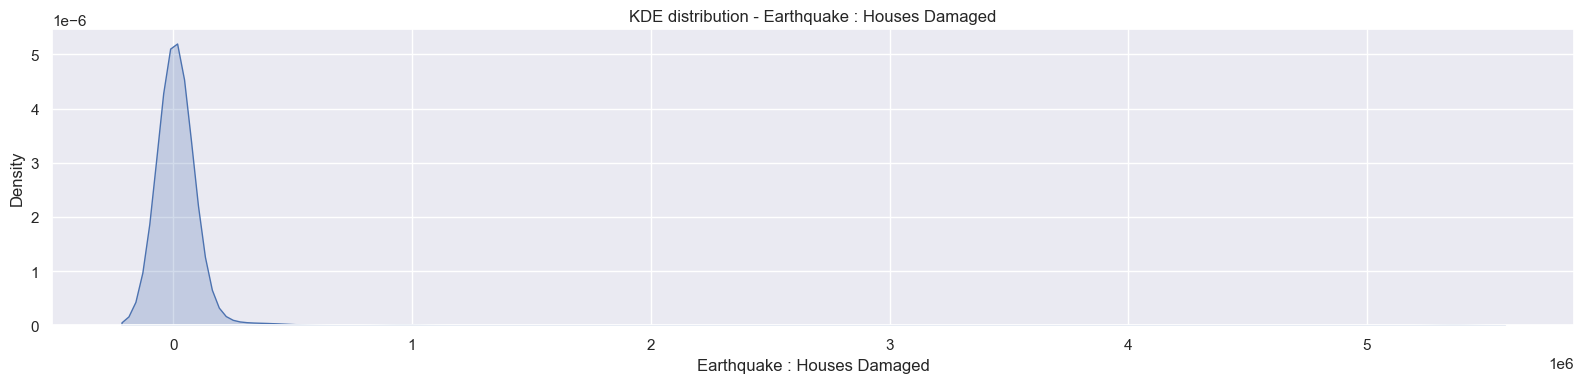 KDE distribution - Earthquake : Houses Damaged
1e−6
5
4
3
2
1
0
Density
0 1 2 3 4 5
Earthquake : Houses Damaged
1e6